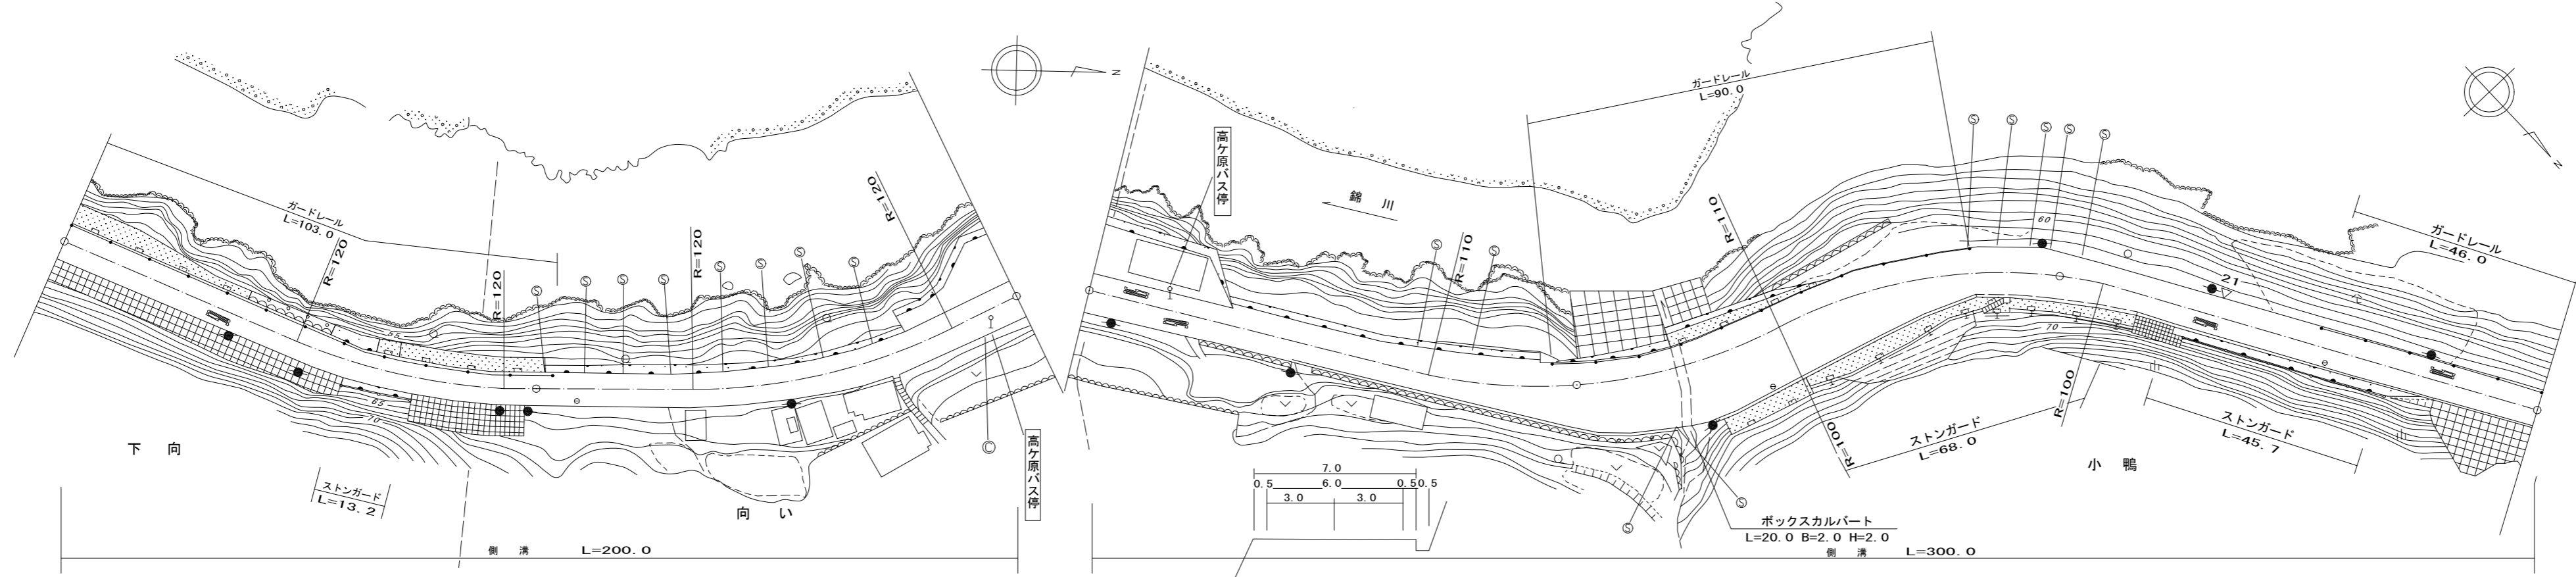 ガードレール
L=103.0
R=120
R=120
R=120
R=120
Ⓢ
Ⓢ
Ⓢ
Ⓢ
Ⓢ
Ⓢ
Ⓢ
Ⓢ
55
65
70
下 向
ストンガード
L=13.2
向 い
Ⓒ
高ケ原バス停
側 溝 L=200.0
N
高ケ原バス停
錦 川
ガードレール
L=90.0
Ⓢ
Ⓢ
R=110
R=110
R=100
Ⓢ
Ⓢ
Ⓢ
Ⓢ
Ⓢ
60
21
70
R=100
ガードレール
L=46.0
N
ストンガード
L=68.0
ストンガード
L=45.7
小 鴨
Ⓢ
Ⓢ
7.0
0.5 6.0 0.5 0.5
3.0 3.0
ボックスカルバート
L=20.0 B=2.0 H=2.0
側 溝 L=300.0